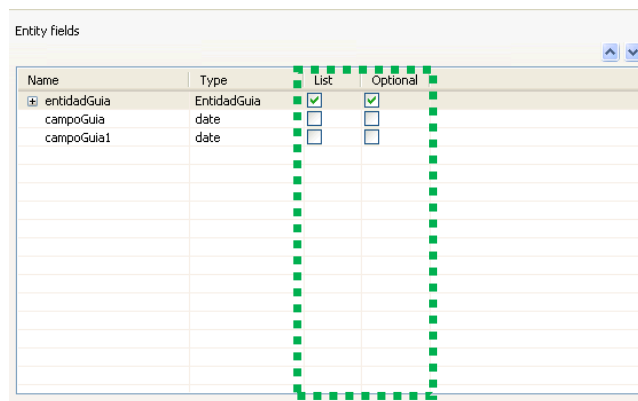 Entity fields
Name Type List Optional
entidadGuia EntidadGuia
campoGuia date
campoGuia1 date